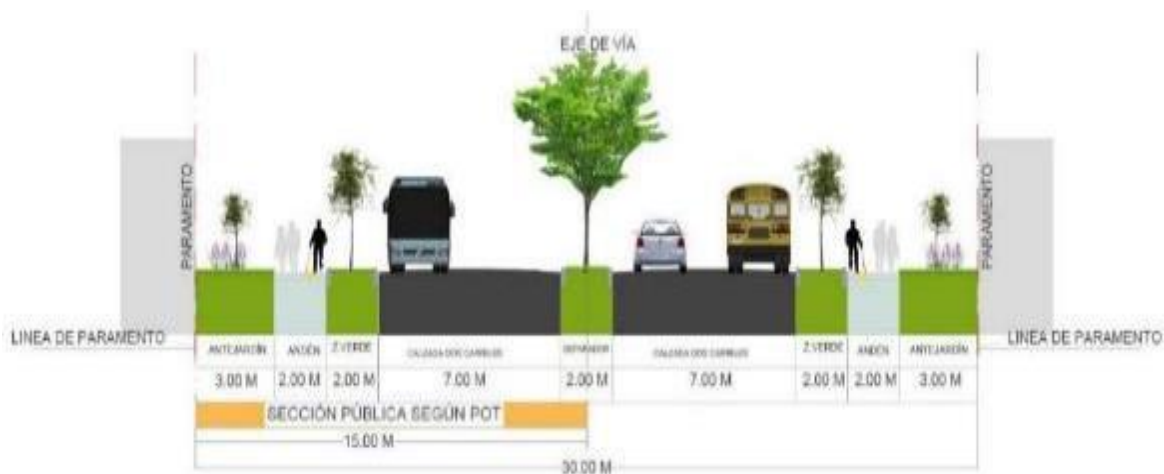 EJE DE VÍA
PARAMENTO
PARAMENTO
LINEA DE PARAMENTO
LINEA DE PARAMENTO
ANTEJARDÍN ANDÉN Z.VERDE CALZADA DOS CARRILES SEPARADOR CALZADA DOS CARRILES Z.VERDE ANDEN ANTEJARDÍN
3.00 M 2.00 M 2.00 M 7.00 M 2.00 M 7.00 M 2.00 M 2.00 M 3.00 M
SECCIÓN PÚBLICA SEGÚN POT
15.00 M
30.00 M